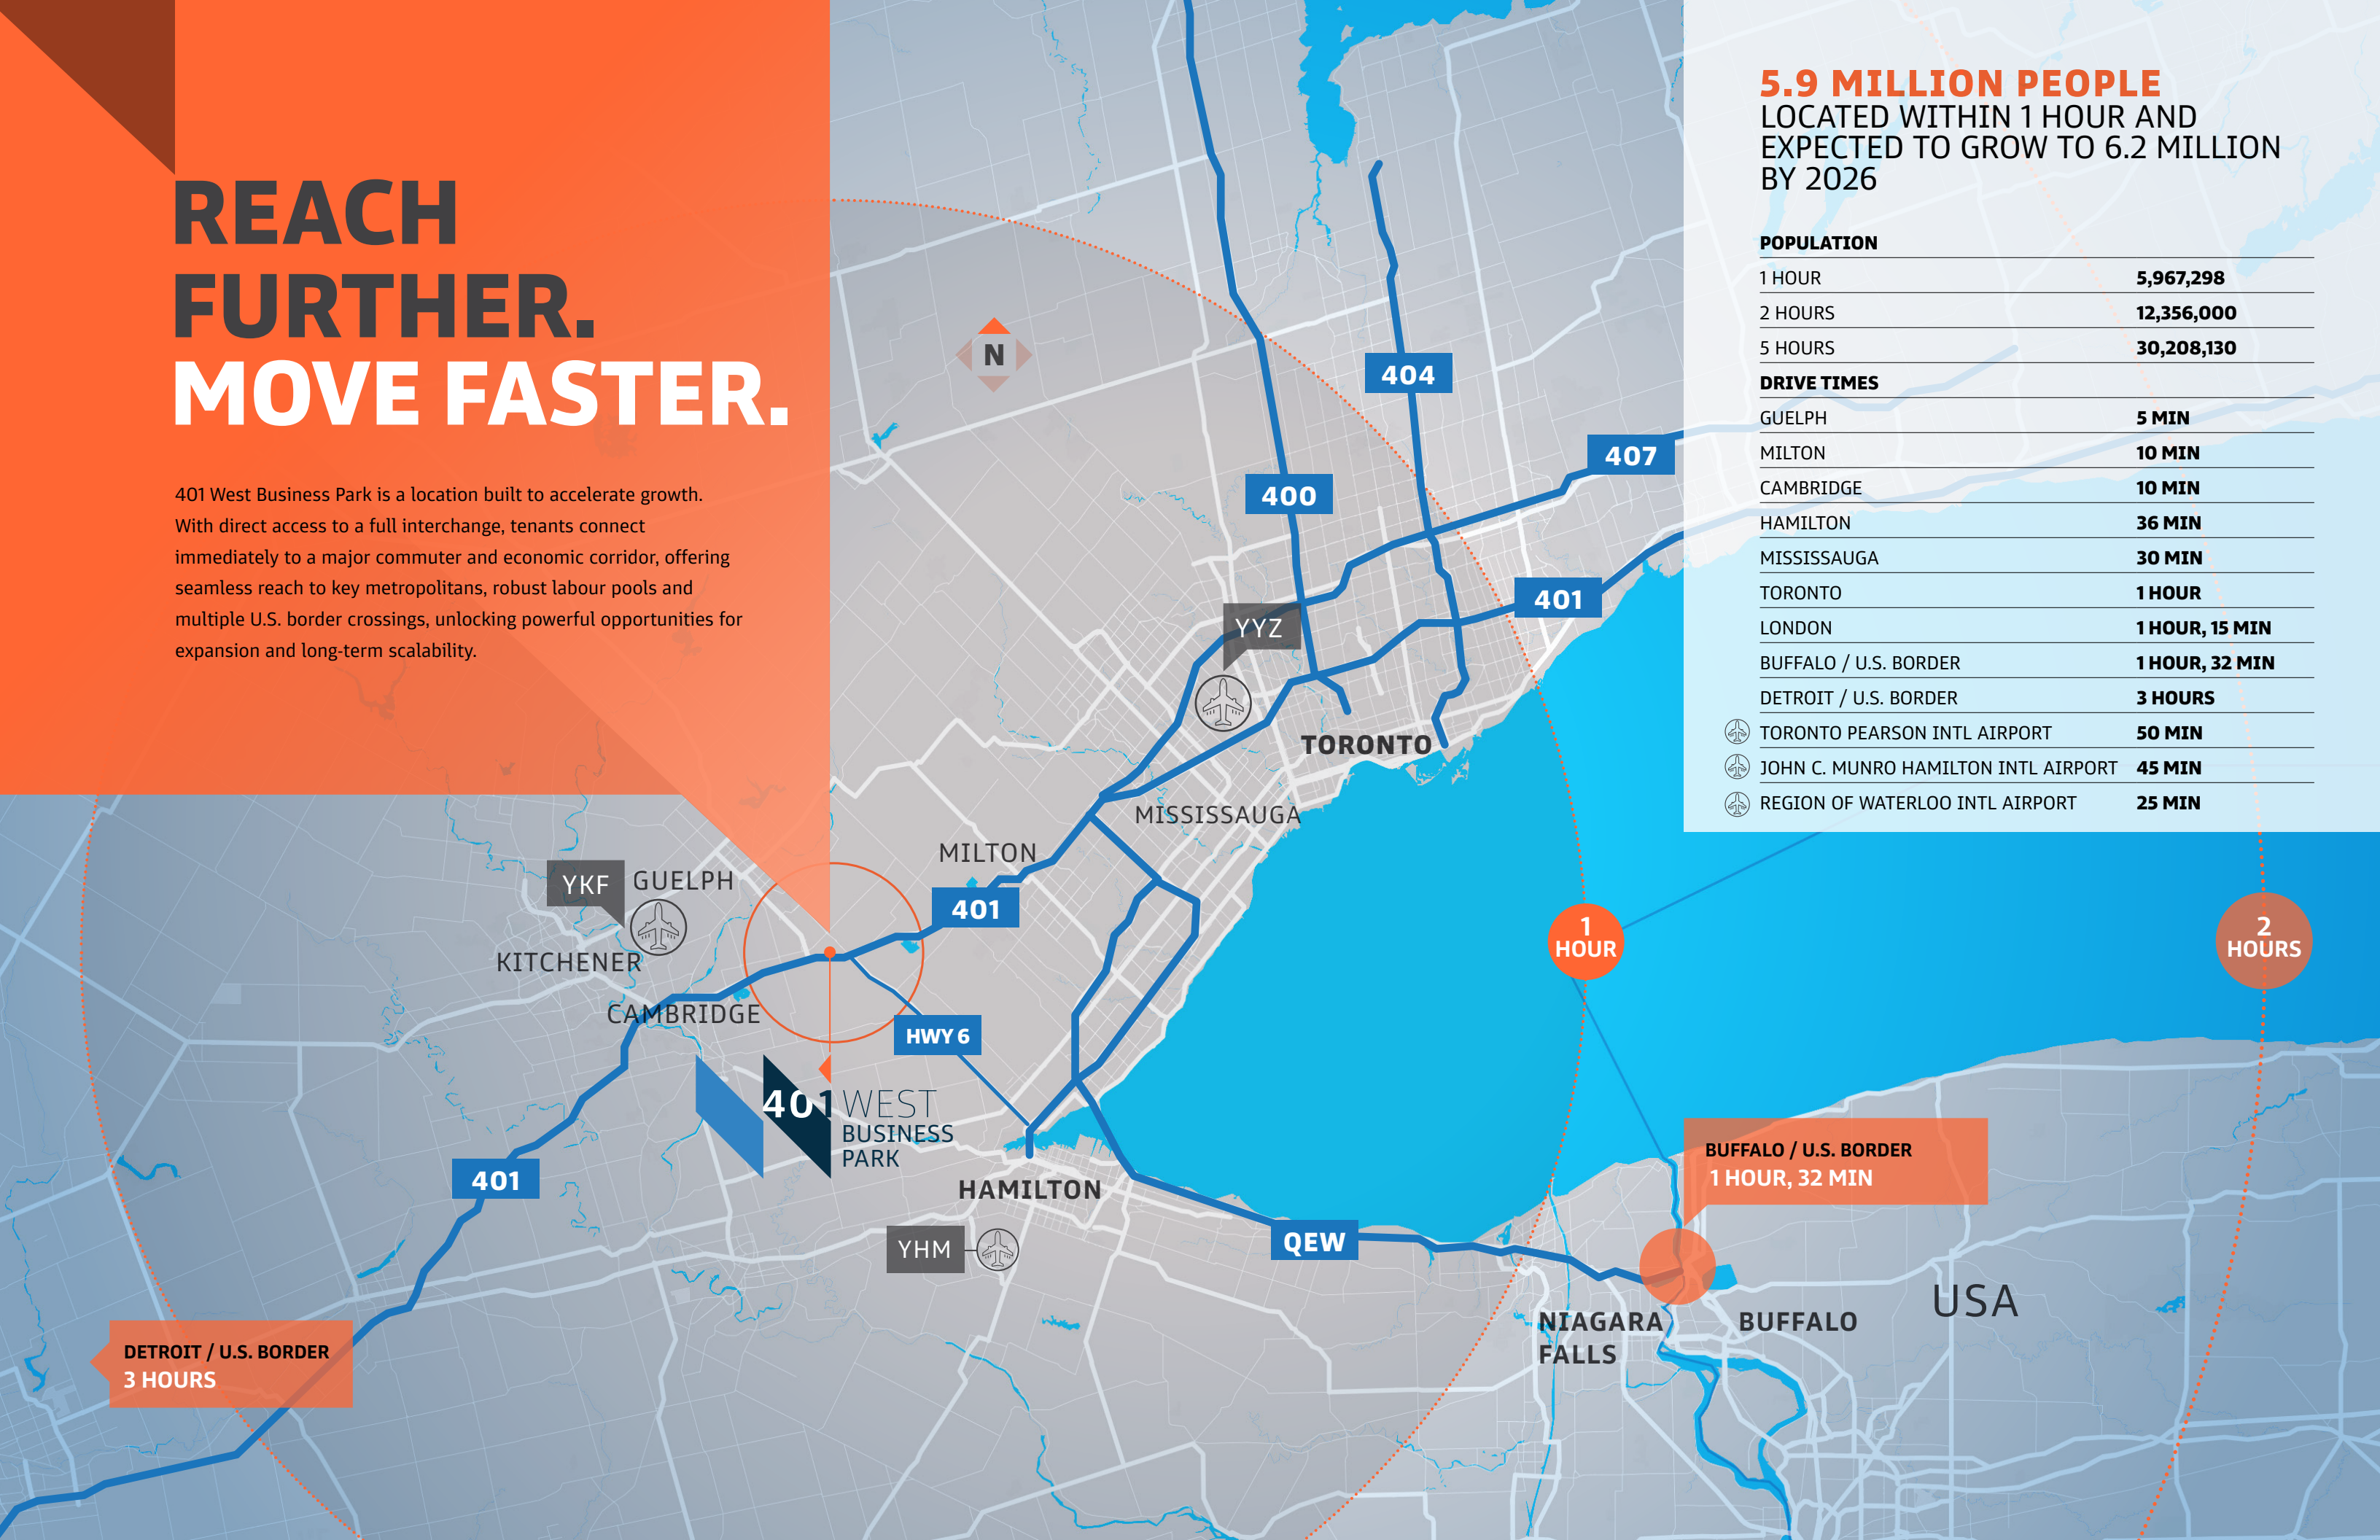 REACH
FURTHER.
MOVE FASTER.
401 West Business Park is a location built to accelerate growth.
With direct access to a full interchange, tenants connect
immediately to a major commuter and economic corridor, offering
seamless reach to key metropolitans, robust labour pools and
multiple U.S. border crossings, unlocking powerful opportunities for
expansion and long-term scalability.
5.9 MILLION PEOPLE
LOCATED WITHIN 1 HOUR AND
EXPECTED TO GROW TO 6.2 MILLION
BY 2026
POPULATION
1 HOUR 5,967,298
2 HOURS 12,356,000
5 HOURS 30,208,130
DRIVE TIMES
GUELPH 5 MIN
MILTON 10 MIN
CAMBRIDGE 10 MIN
HAMILTON 36 MIN
MISSISSAUGA 30 MIN
TORONTO 1 HOUR
LONDON 1 HOUR, 15 MIN
BUFFALO / U.S. BORDER 1 HOUR, 32 MIN
DETROIT / U.S. BORDER 3 HOURS
TORONTO PEARSON INTL AIRPORT 50 MIN
JOHN C. MUNRO HAMILTON INTL AIRPORT 45 MIN
REGION OF WATERLOO INTL AIRPORT 25 MIN
N
404
407
400
401
YYZ
TORONTO
MISSISSAUGA
MILTON
401
YKF
GUELPH
KITCHENER
CAMBRIDGE
HWY 6
401 WEST
BUSINESS
PARK
401
HAMILTON
YHM
QEW
1
HOUR
2
HOURS
BUFFALO / U.S. BORDER
1 HOUR, 32 MIN
USA
NIAGARA
FALLS
BUFFALO
DETROIT / U.S. BORDER
3 HOURS